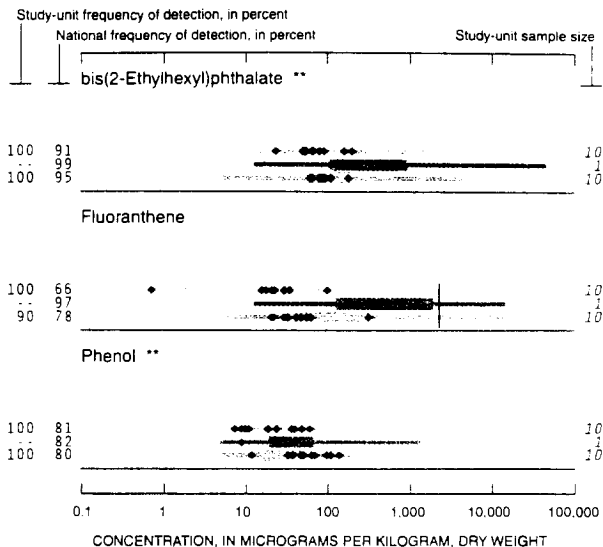 Study-unit frequency of detection, in percent
National frequency of detection, in percent
Study-unit sample size
bis(2-Ethylhexyl)phthalate **
100 91 10
-- 99 1
100 95 10
Fluoranthene
100 66 10
-- 97 1
90 78 10
Phenol **
100 81 10
-- 82 1
100 80 10
0.1 1 10 100 1,000 10,000 100,000
CONCENTRATION, IN MICROGRAMS PER KILOGRAM, DRY WEIGHT